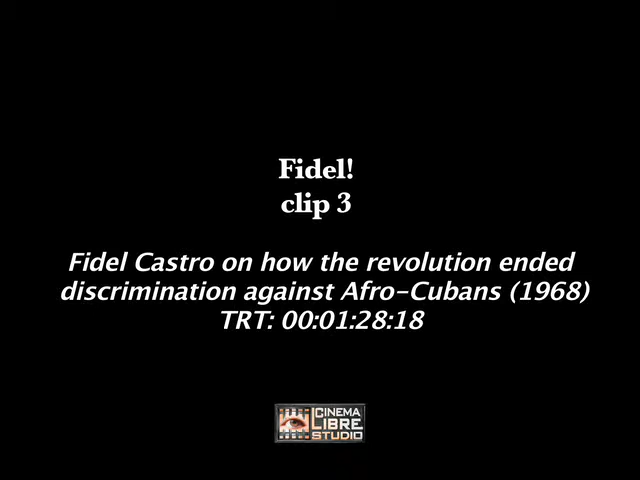 Fidel!
clip 3
Fidel Castro on how the revolution ended
discrimination against Afro-Cubans (1968)
TRT: 00:01:28:18
CINEMA
LIBRE
STUDIO